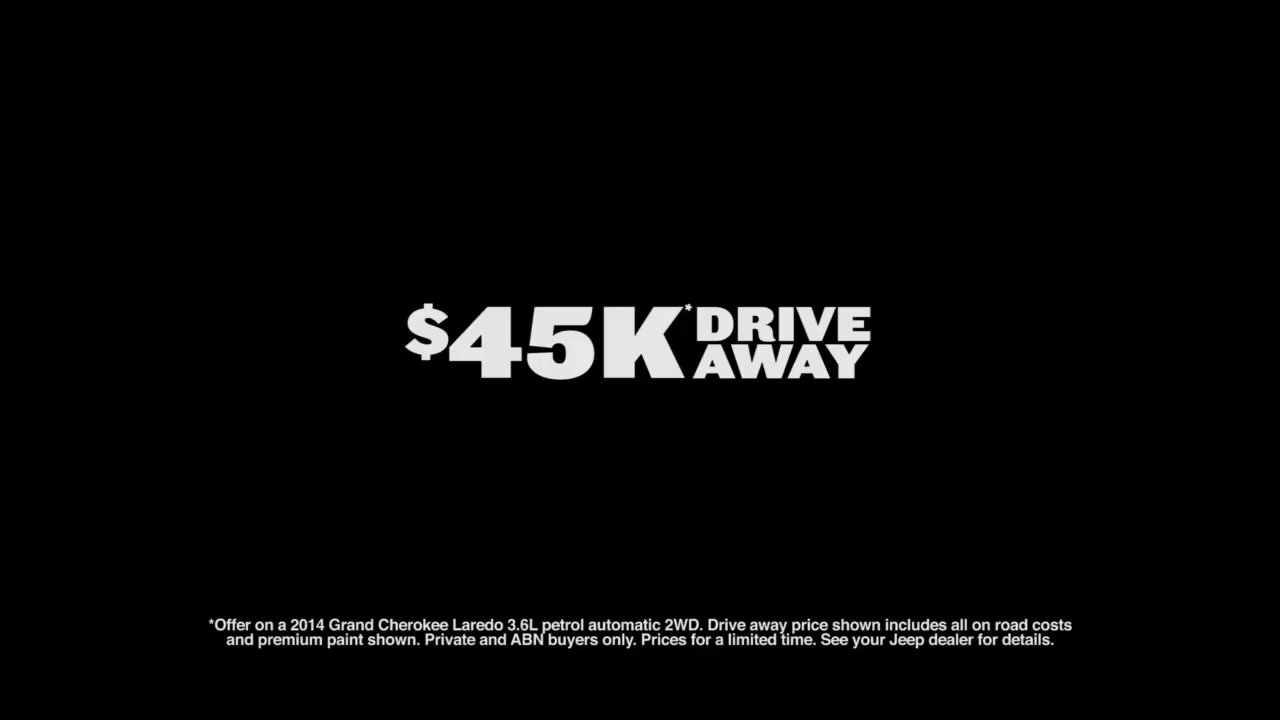 $45K* DRIVE
AWAY
*Offer on a 2014 Grand Cherokee Laredo 3.6L petrol automatic 2WD. Drive away price shown includes all on road costs
and premium paint shown. Private and ABN buyers only. Prices for a limited time. See your Jeep dealer for details.